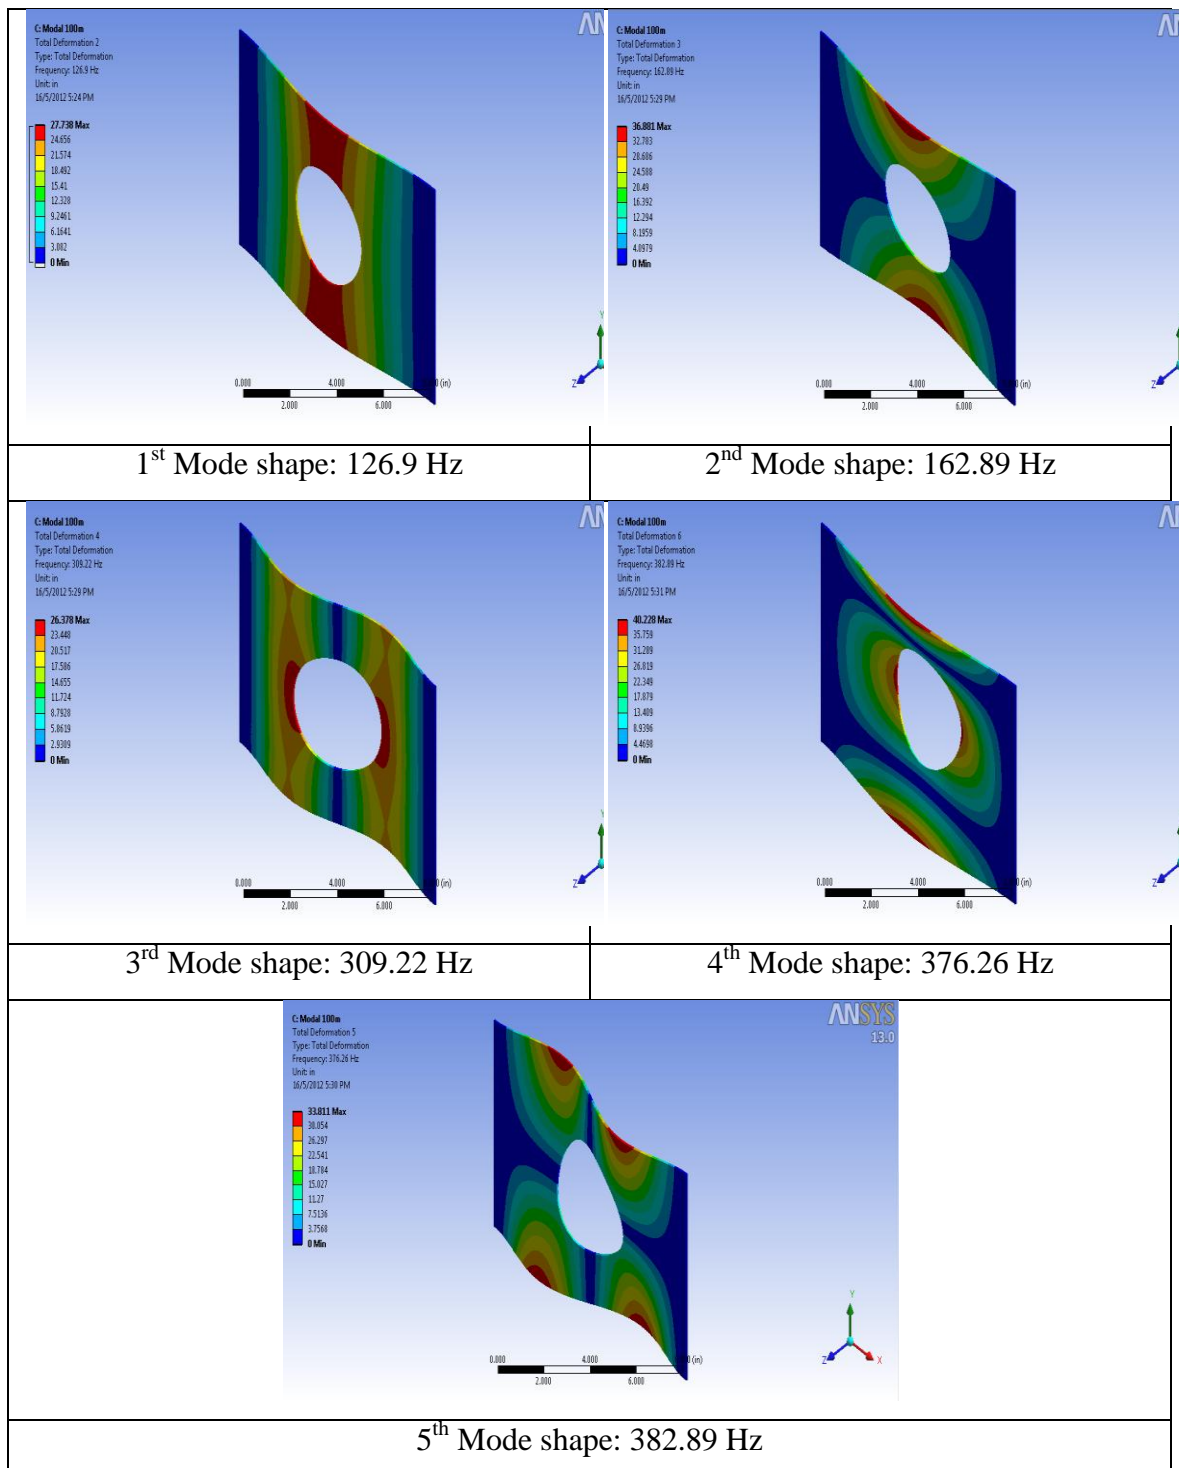 C: Modal 100m
Total Deformation 2
Type: Total Deformation
Frequency: 126.9 Hz
Unit: in
16/5/2012 5:24 PM
27.738 Max
24.656
21.574
18.492
15.41
12.328
9.2461
6.1641
3.082
0 Min
AN
0.000
4.000
(in)
2.000
6.000
Y
Z
C: Modal 100m
Total Deformation 3
Type: Total Deformation
Frequency: 162.89 Hz
Unit: in
16/5/2012 5:29 PM
36.881 Max
32.783
28.686
24.588
20.49
16.392
12.294
8.1959
4.0979
0 Min
AN
0.000
4.000
(in)
2.000
6.000
Z
1st Mode shape: 126.9 Hz
2nd Mode shape: 162.89 Hz
C: Modal 100m
Total Deformation 4
Type: Total Deformation
Frequency: 309.22 Hz
Unit: in
16/5/2012 5:29 PM
26.378 Max
23.448
20.517
17.586
14.655
11.724
8.7928
5.8619
2.9309
0 Min
AN
0.000
4.000
(in)
2.000
6.000
Y
Z
C: Modal 100m
Total Deformation 6
Type: Total Deformation
Frequency: 382.89 Hz
Unit: in
16/5/2012 5:31 PM
40.228 Max
35.759
31.289
26.819
22.349
17.879
13.409
8.9396
4.4698
0 Min
AN
0.000
4.000
(in)
2.000
6.000
Z
3rd Mode shape: 309.22 Hz
4th Mode shape: 376.26 Hz
C: Modal 100m
Total Deformation 5
Type: Total Deformation
Frequency: 376.26 Hz
Unit: in
16/5/2012 5:30 PM
33.811 Max
30.054
26.297
22.541
18.784
15.027
11.27
7.5136
3.7568
0 Min
ANSYS
13.0
0.000
4.000
(in)
2.000
6.000
Y
Z
X
5th Mode shape: 382.89 Hz